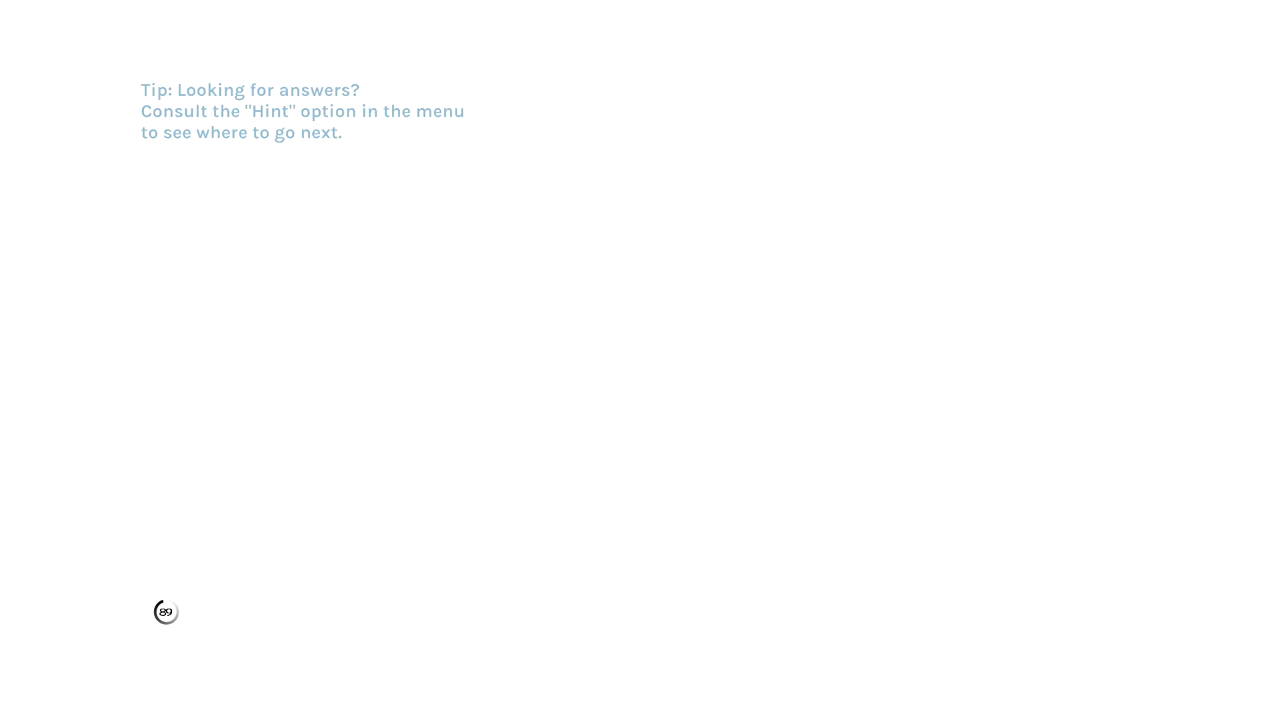 Tip: Looking for answers?
Consult the "Hint" option in the menu
to see where to go next.
89